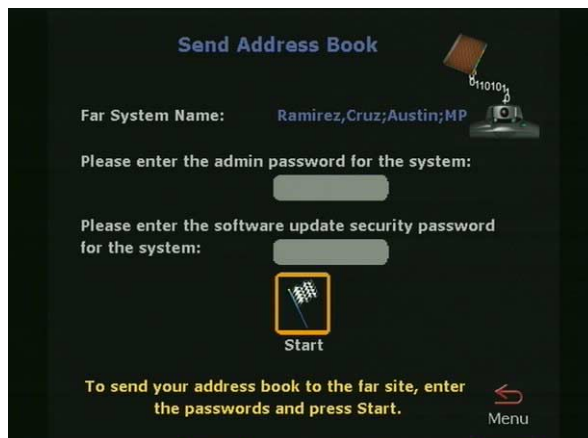 Send Address Book
0110101
Far System Name: Ramirez,Cruz;Austin;MP
Please enter the admin password for the system:
Please enter the software update security password
for the system:
Start
To send your address book to the far site, enter
the passwords and press Start.
Menu